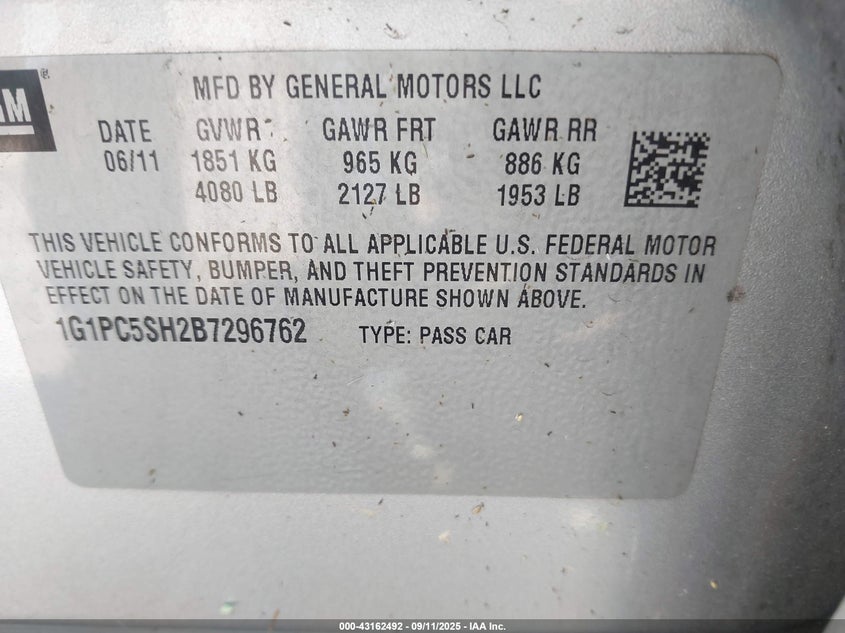 GM
MFD BY GENERAL MOTORS LLC
DATE GVWR GAWR FRT GAWR RR
06/11 1851 KG 965 KG 886 KG
4080 LB 2127 LB 1953 LB
THIS VEHICLE CONFORMS TO ALL APPLICABLE U.S. FEDERAL MOTOR
VEHICLE SAFETY, BUMPER, AND THEFT PREVENTION STANDARDS IN
EFFECT ON THE DATE OF MANUFACTURE SHOWN ABOVE.
1G1PC5SH2B7296762 TYPE: PASS CAR
000-43162492 - 09/11/2025 - IAA Inc.